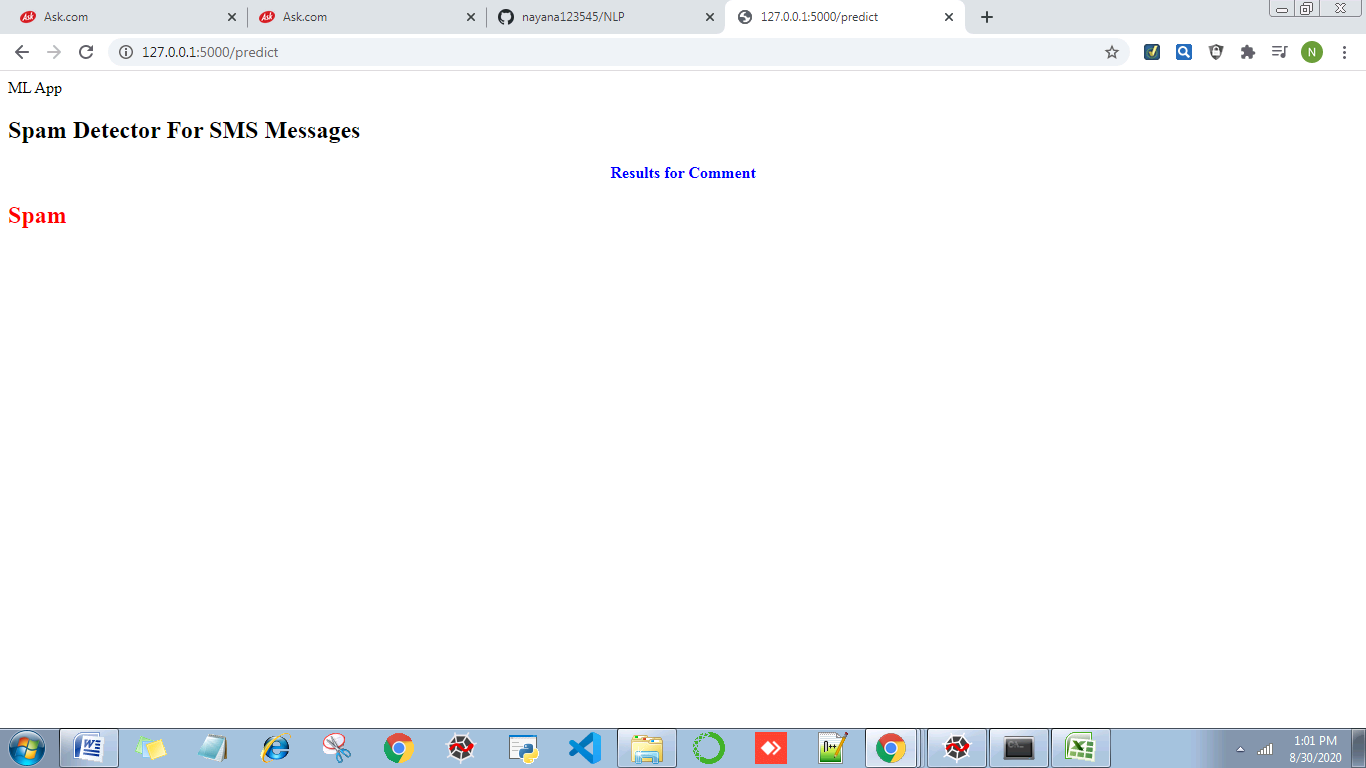 Ask.com
Ask.com
nayana123545/NLP
127.0.0.1:5000/predict
127.0.0.1:5000/predict
N
ML App
Spam Detector For SMS Messages
Results for Comment
Spam
1:01 PM
8/30/2020